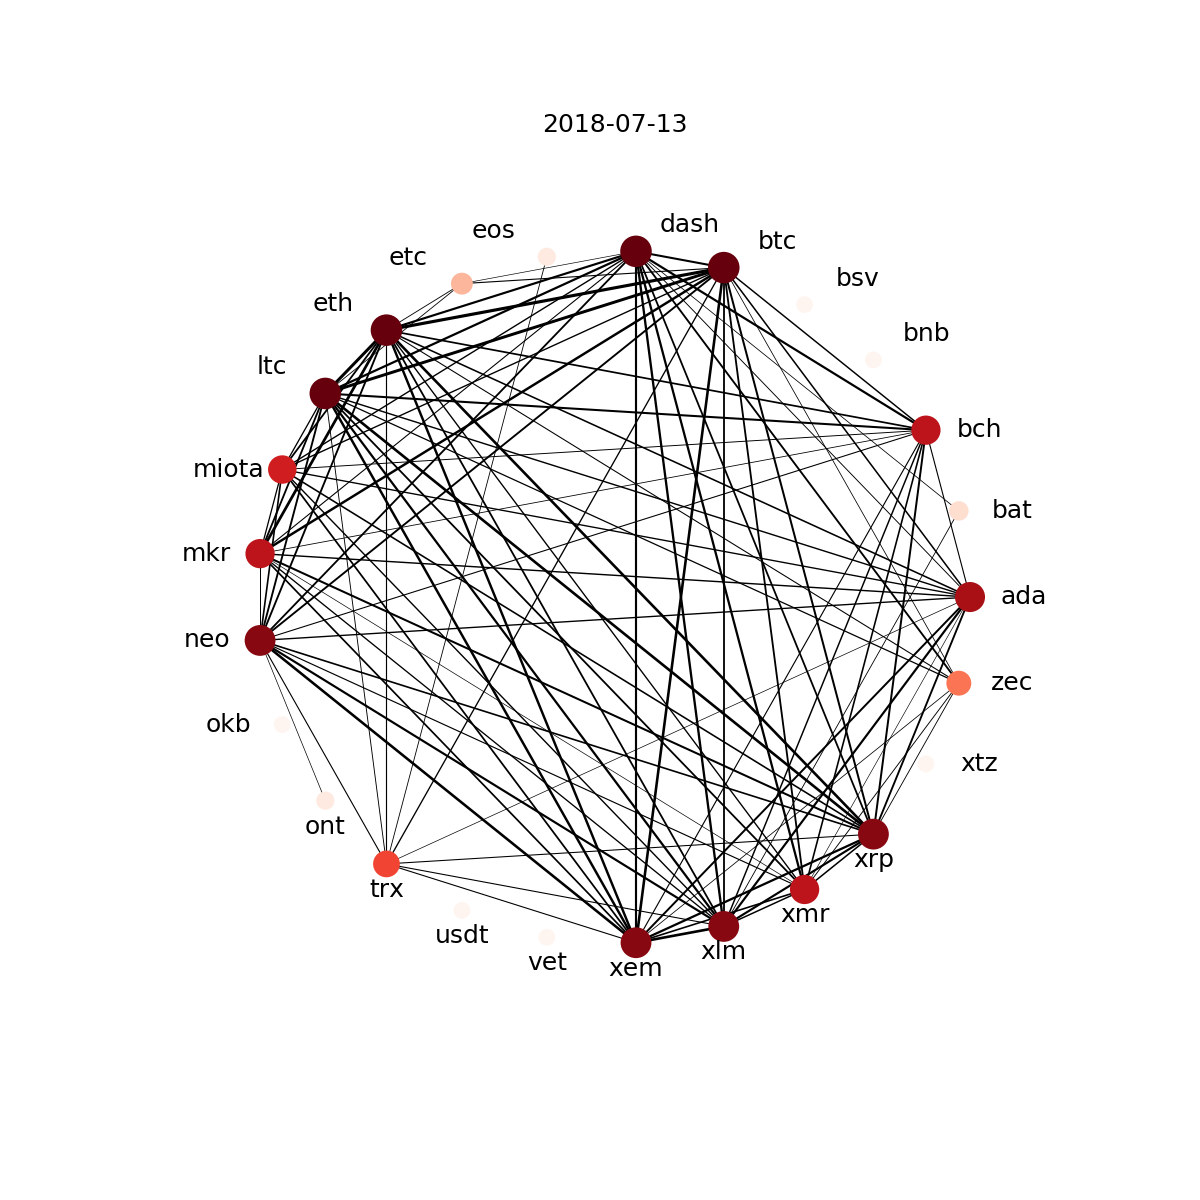 2018-07-13
dash
eos
btc
etc
bsv
eth
bnb
ltc
bch
miota
bat
mkr
ada
neo
zec
okb
xtz
ont
xrp
trx
xmr
usdt
xlm
vet
xem